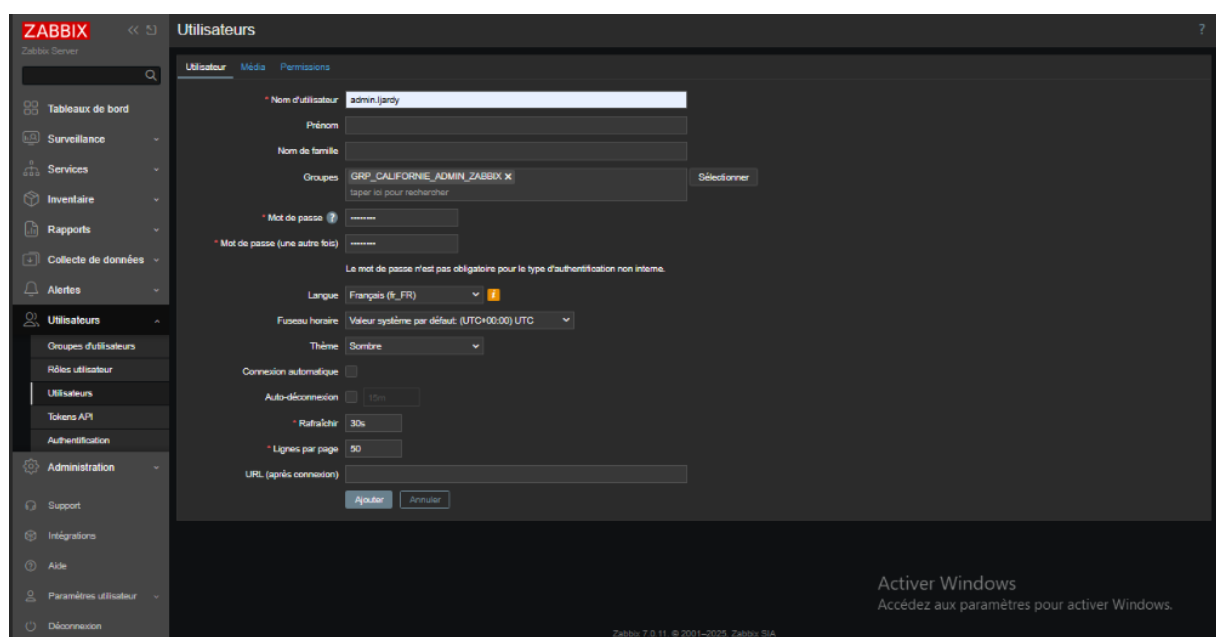 ZABBIX
Zabbix Server
Utilisateurs
?
Utilisateur Média Permissions
Tableaux de bord
Surveillance
Services
Inventaire
Rapports
Collecte de données
Alertes
Utilisateurs
Groupes d'utilisateurs
Rôles utilisateur
Utilisateurs
Tokens API
Authentification
Administration
Support
Intégrations
Aide
Paramètres utilisateur
Déconnexion
* Nom d'utilisateur admin.ljardy
Prénom
Nom de famille
Groupes GRP_CALIFORNIE_ADMIN_ZABBIX ✕ Sélectionner
taper ici pour rechercher
* Mot de passe ? ••••••••
* Mot de passe (une autre fois) ••••••••
Le mot de passe n'est pas obligatoire pour le type d'authentification non interne.
Langue Français (fr_FR) i
Fuseau horaire Valeur système par défaut: (UTC+00:00) UTC
Thème Sombre
Connexion automatique
Auto-déconnexion 15m
* Rafraîchir 30s
* Lignes par page 50
URL (après connexion)
Ajouter Annuler
Activer Windows
Accédez aux paramètres pour activer Windows.
Zabbix 7.0.11. © 2001–2025, Zabbix SIA